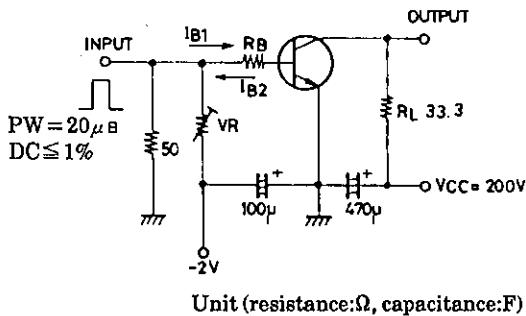 OUTPUT
INPUT
IB1
RB
IB2
PW=20μB
DC≦1%
50
VR
RL 33.3
100μ
+
470μ
+
VCC=200V
-2V
Unit (resistance:Ω, capacitance:F)